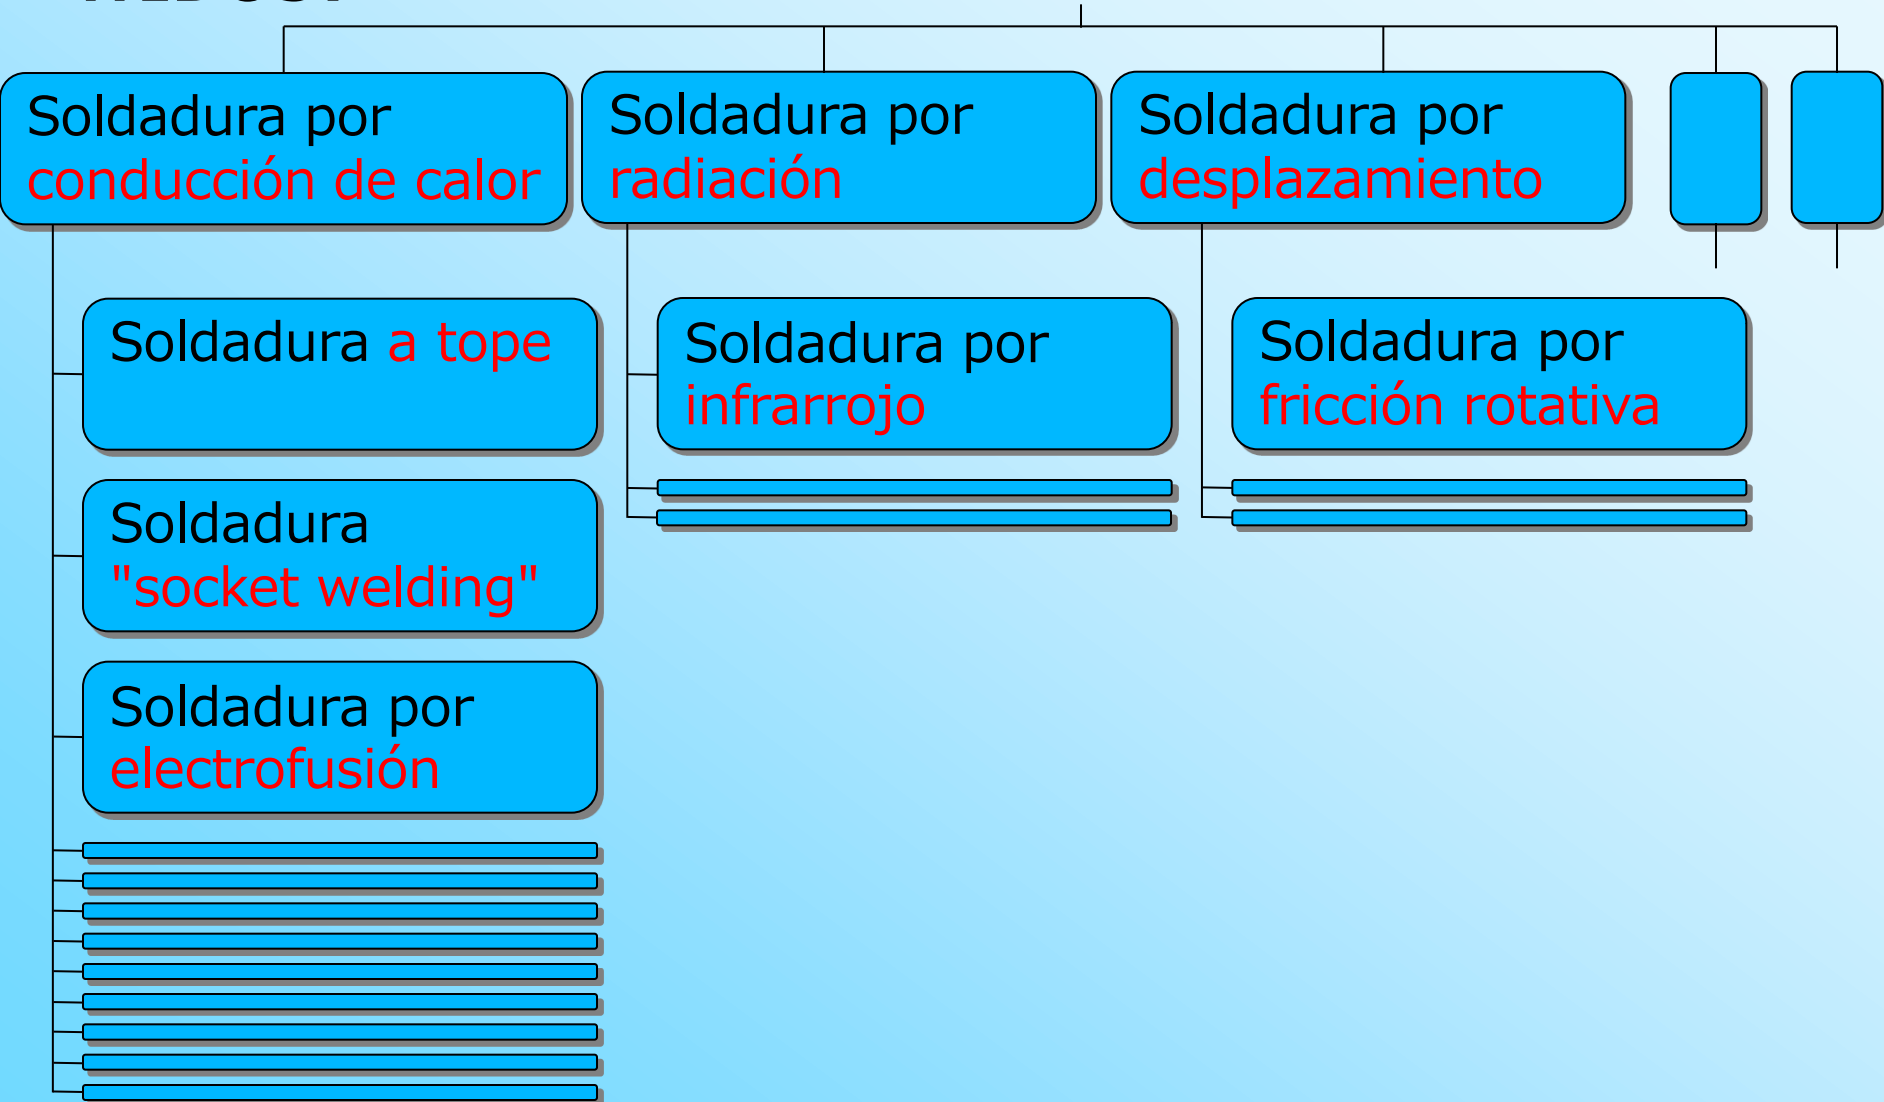 Soldadura por
conducción de calor
Soldadura por
radiación
Soldadura por
desplazamiento
Soldadura a tope
Soldadura por
infrarrojo
Soldadura por
fricción rotativa
Soldadura
"socket welding"
Soldadura por
electrofusión